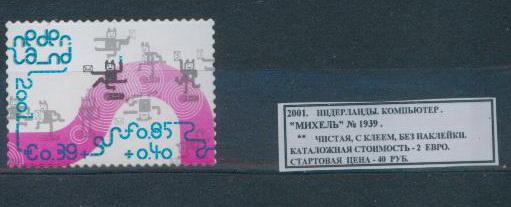 neder
land
2001
€0.39
f0.85
+0.40
2001. НИДЕРЛАНДЫ. КОМПЬЮТЕР .
"МИХЕЛЬ" № 1939 .
** ЧИСТАЯ, С КЛЕЕМ, БЕЗ НАКЛЕЙКИ.
КАТАЛОЖНАЯ СТОИМОСТЬ - 2 ЕВРО.
СТАРТОВАЯ ЦЕНА - 40 РУБ.